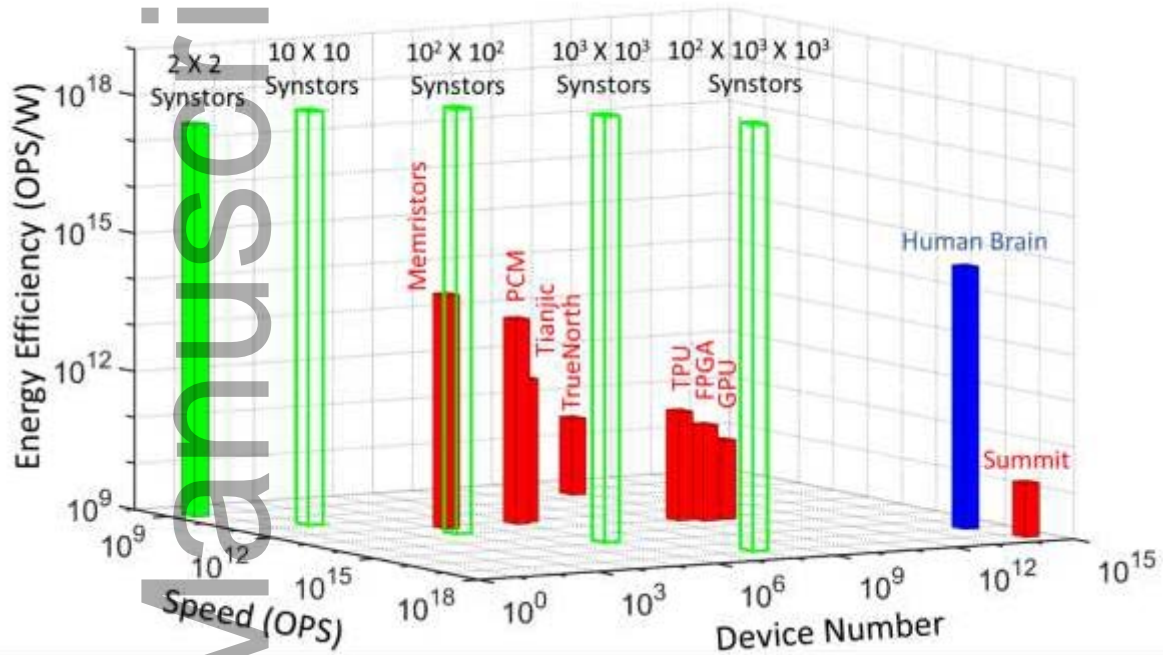 2 X 2
Synstors
10 X 10
Synstors
10² X 10²
Synstors
10³ X 10³
Synstors
10² X 10³ X 10³
Synstors
Energy Efficiency (OPS/W)
10¹⁸
10¹⁵
10¹²
10⁹
Memristors
PCM
Tianjic
TrueNorth
TPU
FPGA
GPU
Human Brain
Summit
10⁹
10¹²
10¹⁵
10¹⁸
Speed (OPS)
10⁰
10³
10⁶
10⁹
10¹²
10¹⁵
Device Number
Manuscri